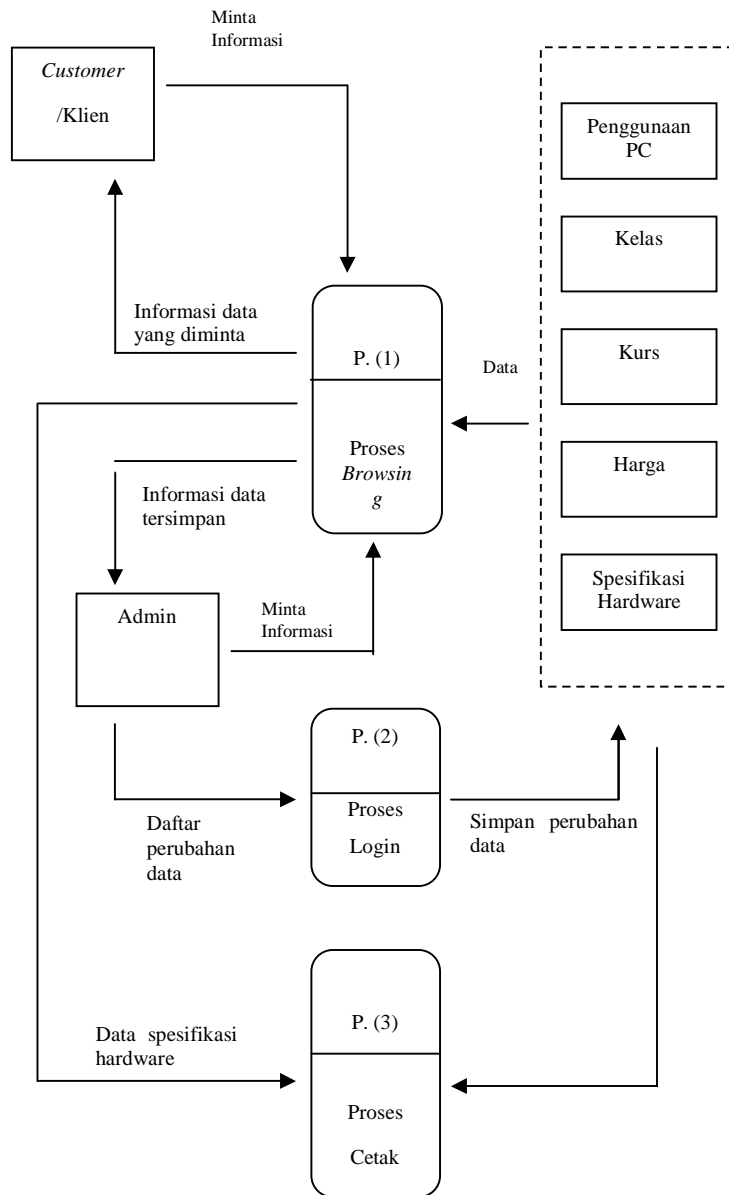 Minta
Informasi
Customer
/Klien
Penggunaan
PC
Kelas
Kurs
Harga
Spesifikasi
Hardware
Informasi data
yang diminta
P. (1)
Data
Proses
Browsin
g
Informasi data
tersimpan
Admin
Minta
Informasi
P. (2)
Proses
Login
Daftar
perubahan
data
Simpan perubahan
data
P. (3)
Data spesifikasi
hardware
Proses
Cetak